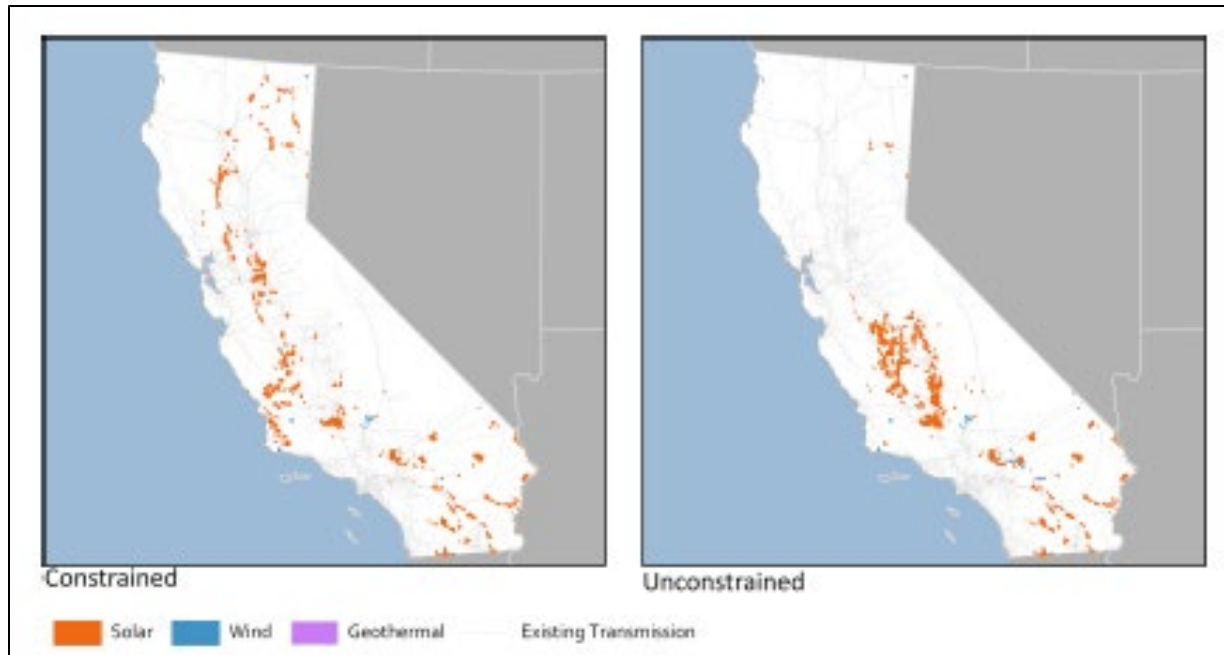 Constrained
Unconstrained
Solar Wind Geothermal Existing Transmission